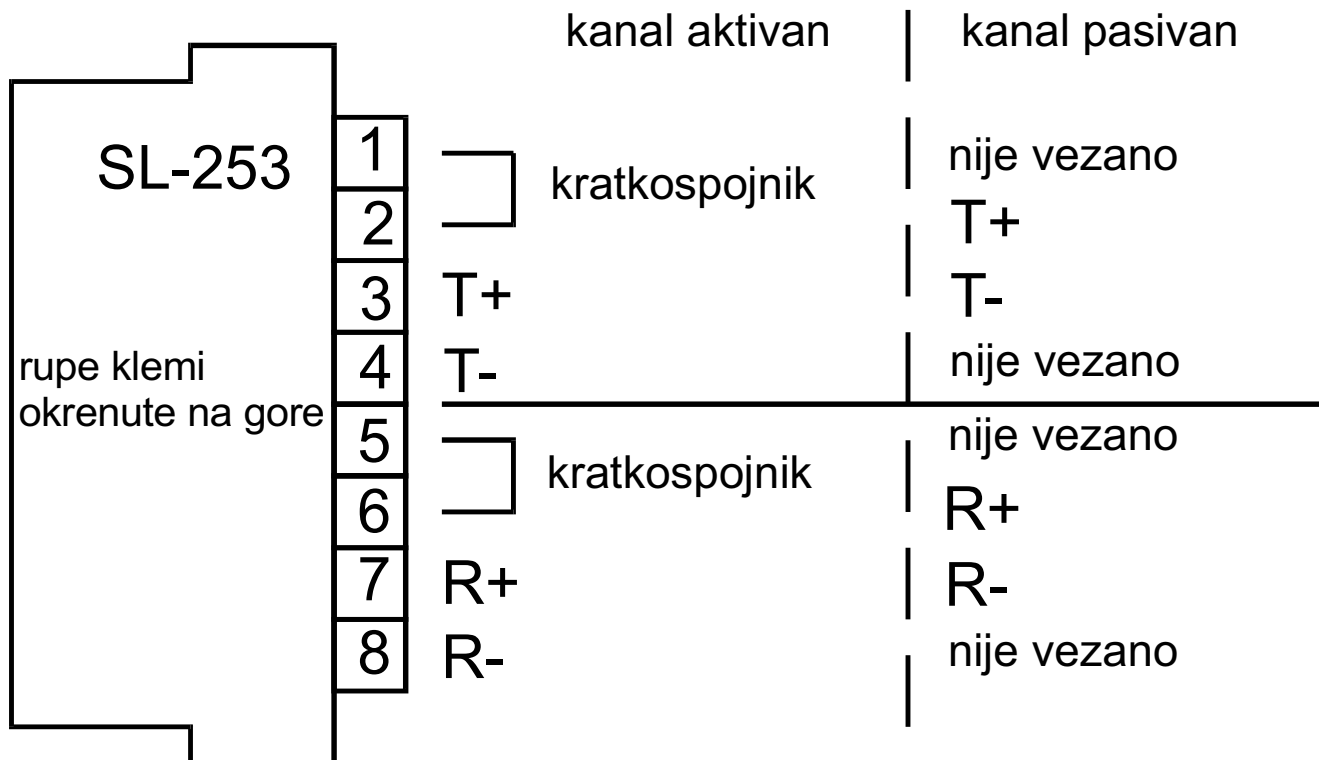 kanal aktivan
kanal pasivan
SL-253
1
kratkospojnik
nije vezano
2
T+
3
T+
T-
rupe klemi
okrenute na gore
4
T-
nije vezano
5
kratkospojnik
nije vezano
6
R+
7
R+
R-
8
R-
nije vezano